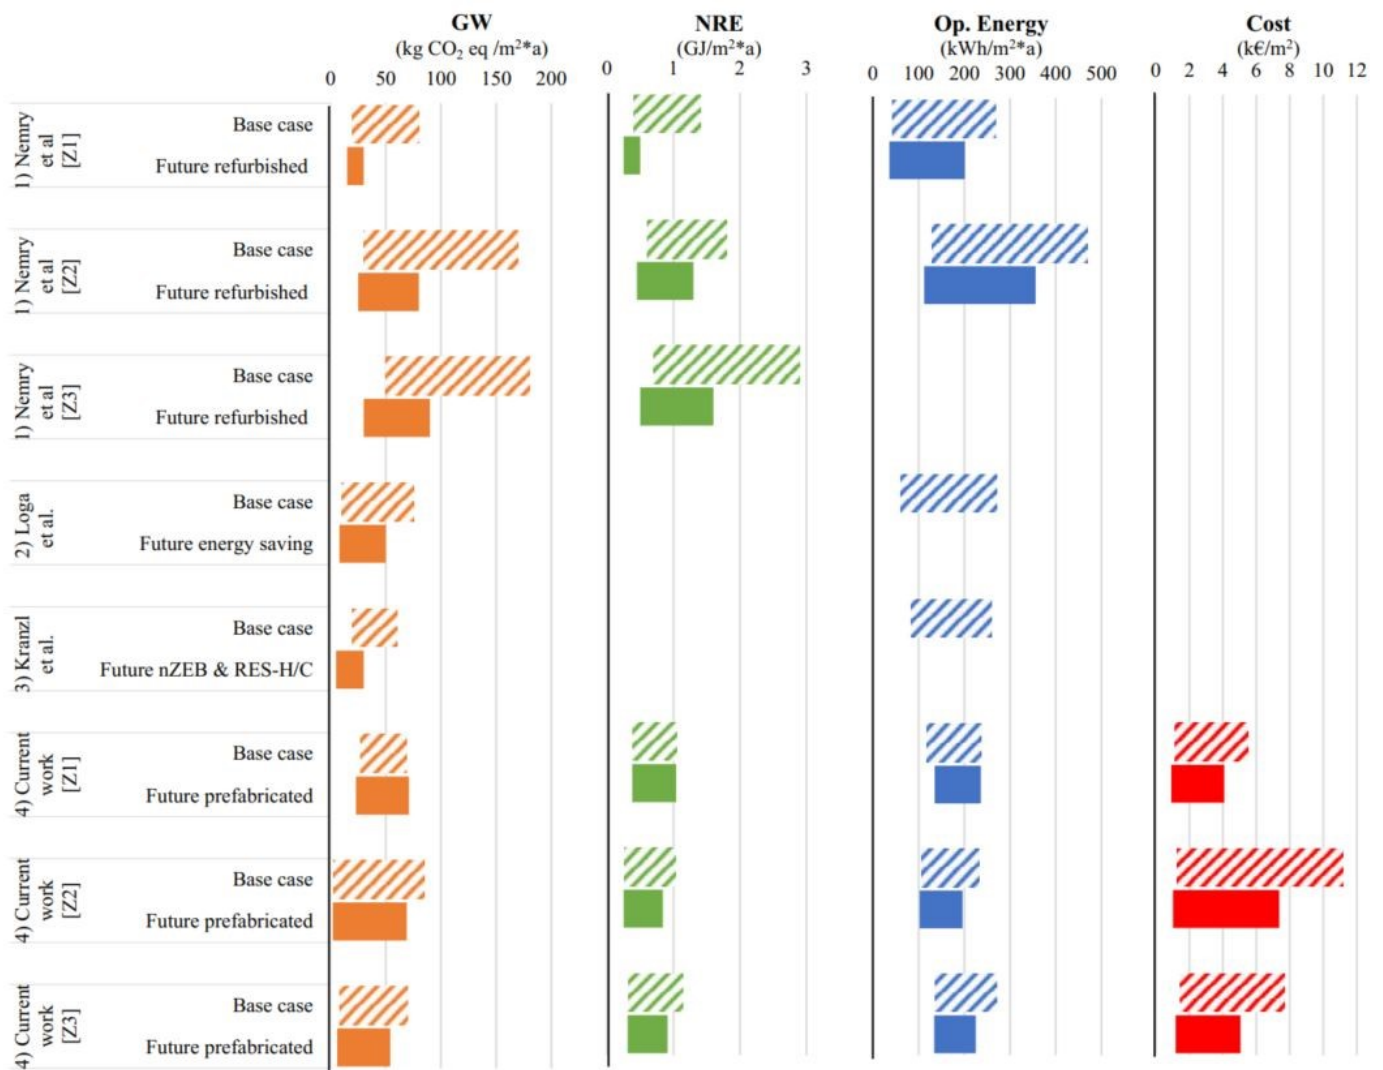 GW
(kg CO₂ eq /m²*a)
0 50 100 150 200
NRE
(GJ/m²*a)
0 1 2 3
Op. Energy
(kWh/m²*a)
0 100 200 300 400 500
Cost
(k€/m²)
0 2 4 6 8 10 12
1) Nemry
et al
[Z1]
Base case
Future refurbished
1) Nemry
et al
[Z2]
Base case
Future refurbished
1) Nemry
et al
[Z3]
Base case
Future refurbished
2) Loga
et al.
Base case
Future energy saving
3) Kranzl
et al.
Base case
Future nZEB & RES-H/C
4) Current
work
[Z1]
Base case
Future prefabricated
4) Current
work
[Z2]
Base case
Future prefabricated
4) Current
work
[Z3]
Base case
Future prefabricated